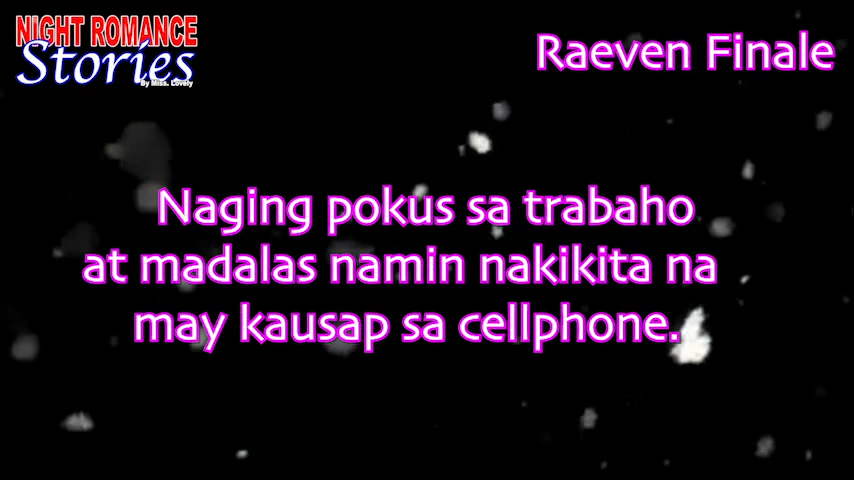 NIGHT ROMANCE
Stories
By Miss. Lovely
Raeven Finale
Naging pokus sa trabaho
at madalas namin nakikita na
may kausap sa cellphone.